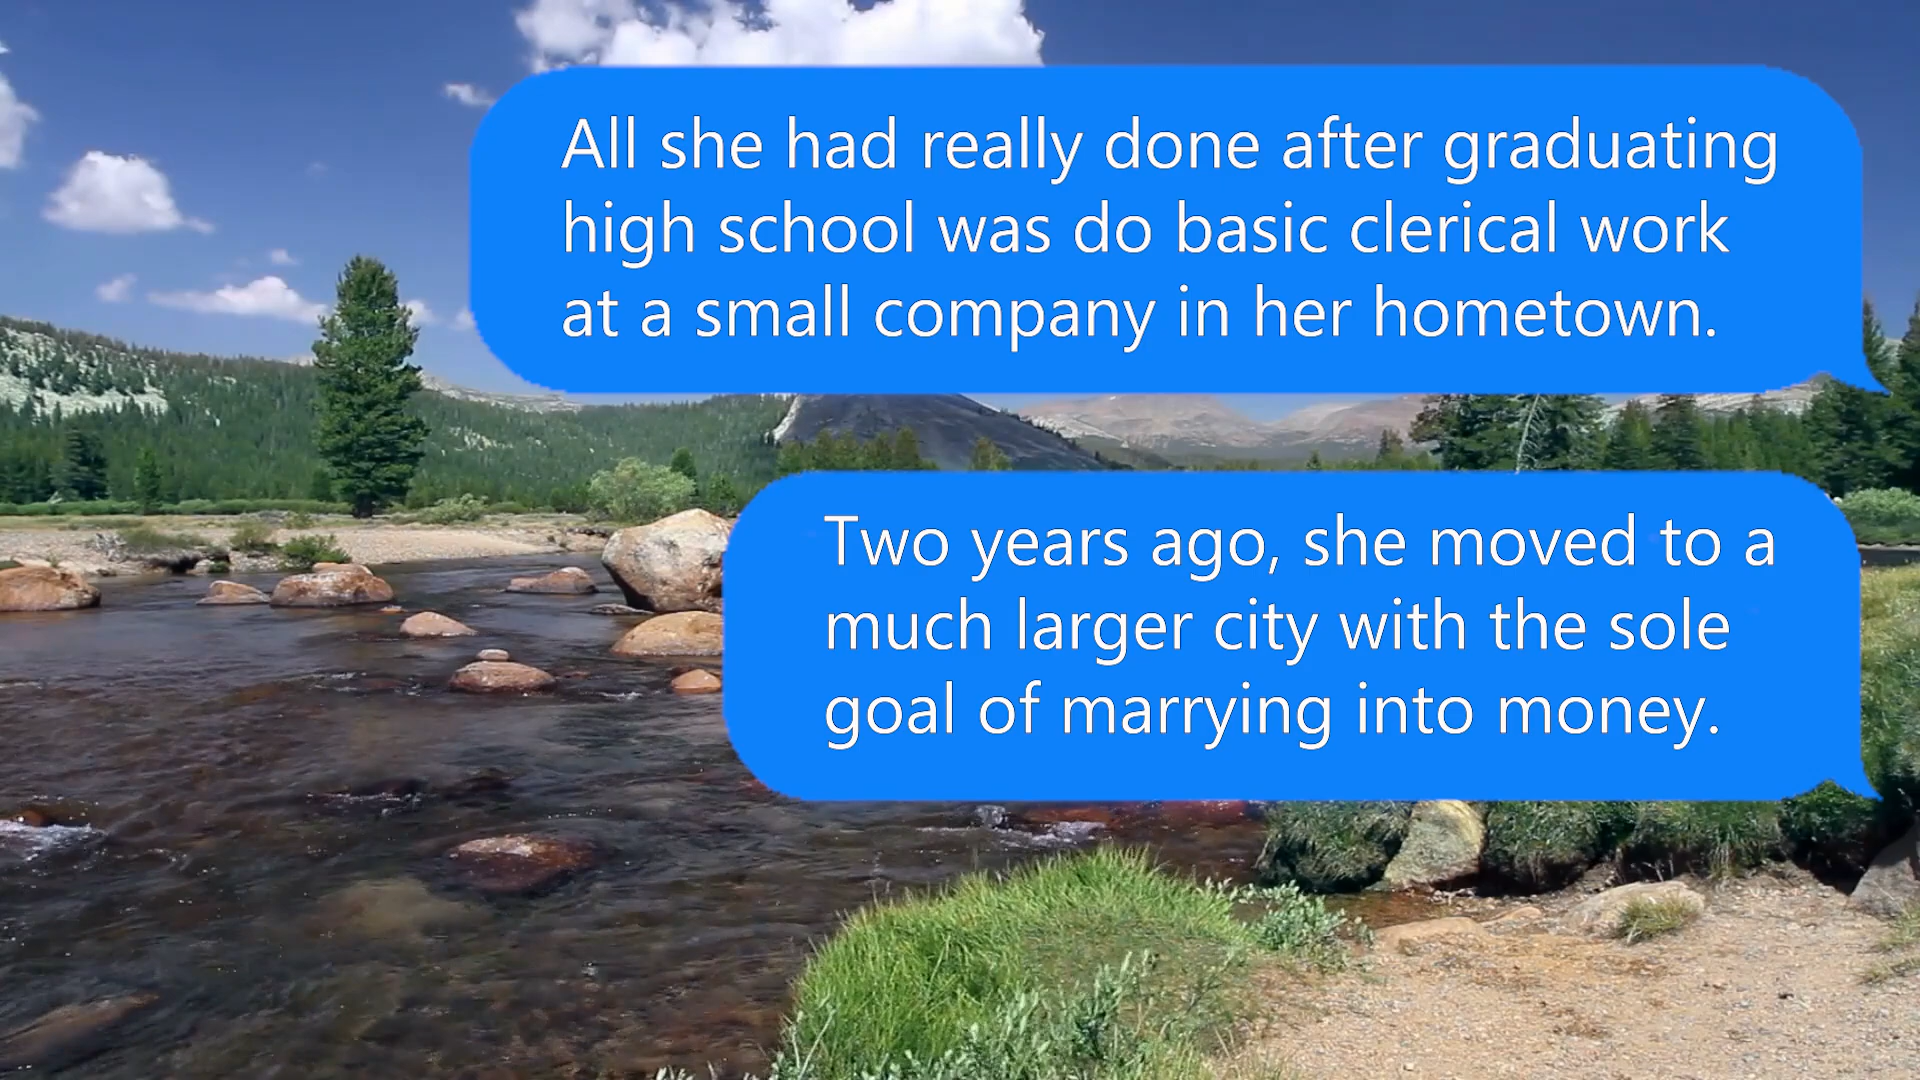 All she had really done after graduating
high school was do basic clerical work
at a small company in her hometown.
Two years ago, she moved to a
much larger city with the sole
goal of marrying into money.